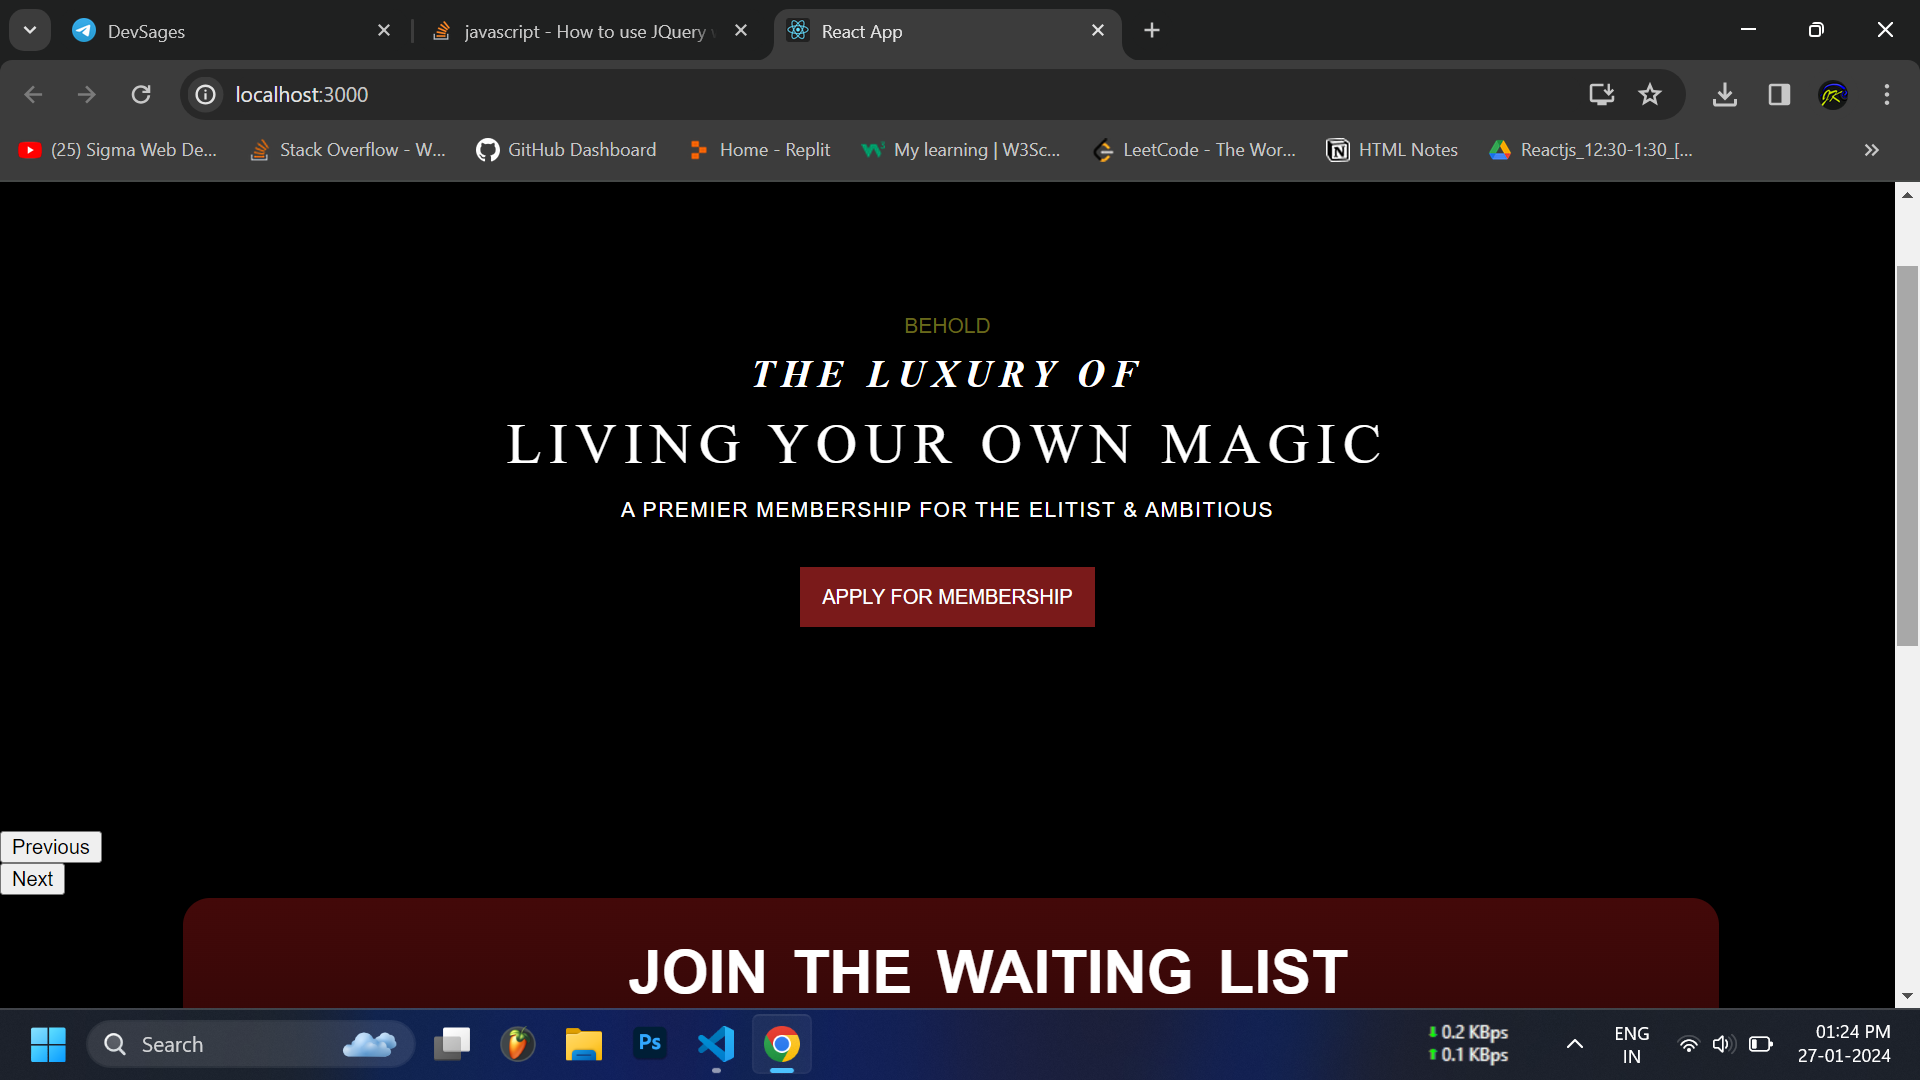 DevSages
javascript - How to use JQuery
React App
localhost:3000
(25) Sigma Web De...
Stack Overflow - W...
GitHub Dashboard
Home - Replit
My learning | W3Sc...
LeetCode - The Wor...
HTML Notes
Reactjs_12:30-1:30_[...
BEHOLD
THE LUXURY OF
LIVING YOUR OWN MAGIC
A PREMIER MEMBERSHIP FOR THE ELITIST & AMBITIOUS
APPLY FOR MEMBERSHIP
Previous
Next
JOIN THE WAITING LIST
Search
Ps
0.2 KBps
0.1 KBps
ENG
IN
01:24 PM
27-01-2024